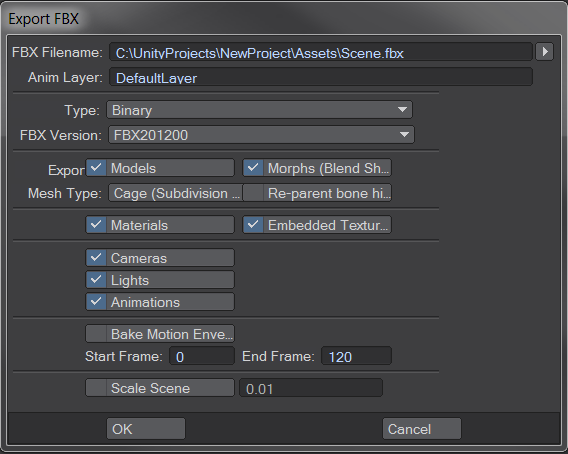 Export FBX
FBX Filename: C:\UnityProjects\NewProject\Assets\Scene.fbx
Anim Layer: DefaultLayer
Type: Binary
FBX Version: FBX201200
Expor Models Morphs (Blend Sh...
Mesh Type: Cage (Subdivision ... Re-parent bone hi...
Materials Embedded Textur...
Cameras
Lights
Animations
Bake Motion Enve...
Start Frame: 0 End Frame: 120
Scale Scene 0.01
OK Cancel